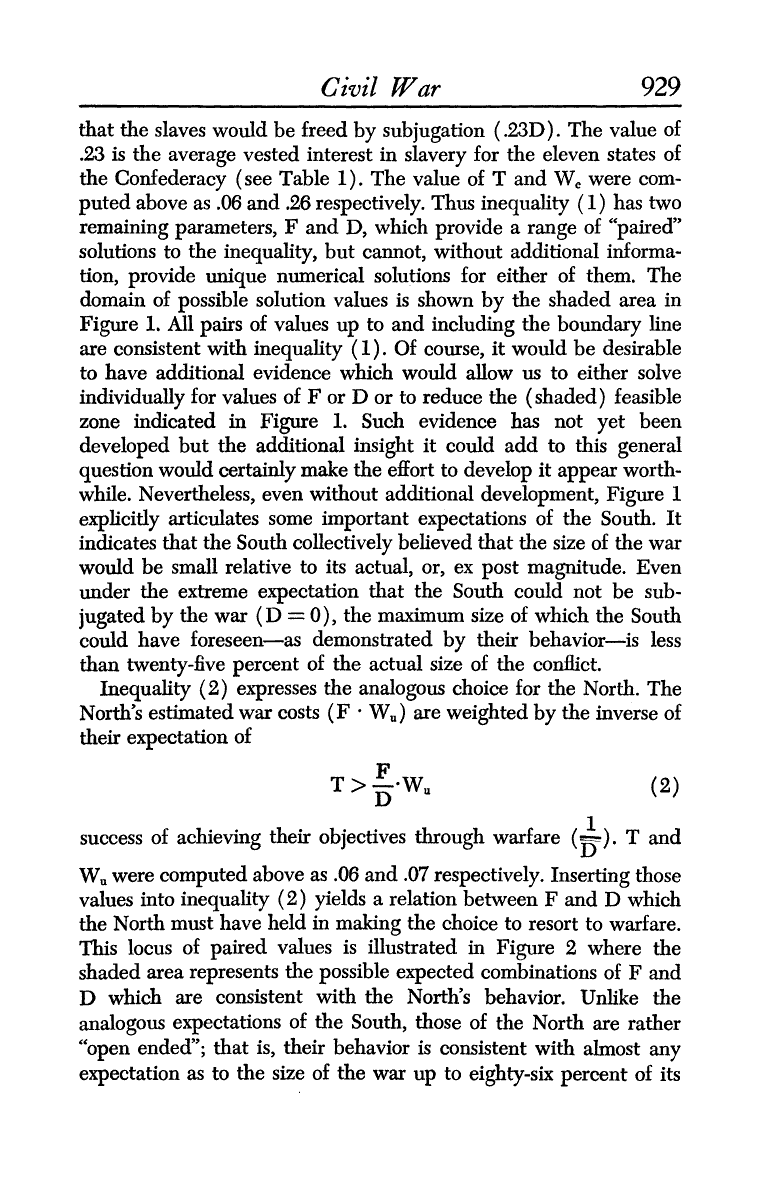 Civil War 929
that the slaves would be freed by subjugation (.23D). The value of
.23 is the average vested interest in slavery for the eleven states of
the Confederacy (see Table 1). The value of T and Wc were com-
puted above as .06 and .26 respectively. Thus inequality (1) has two
remaining parameters, F and D, which provide a range of “paired”
solutions to the inequality, but cannot, without additional informa-
tion, provide unique numerical solutions for either of them. The
domain of possible solution values is shown by the shaded area in
Figure 1. All pairs of values up to and including the boundary line
are consistent with inequality (1). Of course, it would be desirable
to have additional evidence which would allow us to either solve
individually for values of F or D or to reduce the (shaded) feasible
zone indicated in Figure 1. Such evidence has not yet been
developed but the additional insight it could add to this general
question would certainly make the effort to develop it appear worth-
while. Nevertheless, even without additional development, Figure 1
explicitly articulates some important expectations of the South. It
indicates that the South collectively believed that the size of the war
would be small relative to its actual, or, ex post magnitude. Even
under the extreme expectation that the South could not be sub-
jugated by the war (D = 0), the maximum size of which the South
could have foreseen—as demonstrated by their behavior—is less
than twenty-five percent of the actual size of the conflict.
Inequality (2) expresses the analogous choice for the North. The
North’s estimated war costs (F · Wu) are weighted by the inverse of
their expectation of
T > F/D · Wu (2)
success of achieving their objectives through warfare (1/D). T and
Wu were computed above as .06 and .07 respectively. Inserting those
values into inequality (2) yields a relation between F and D which
the North must have held in making the choice to resort to warfare.
This locus of paired values is illustrated in Figure 2 where the
shaded area represents the possible expected combinations of F and
D which are consistent with the North’s behavior. Unlike the
analogous expectations of the South, those of the North are rather
“open ended”; that is, their behavior is consistent with almost any
expectation as to the size of the war up to eighty-six percent of its